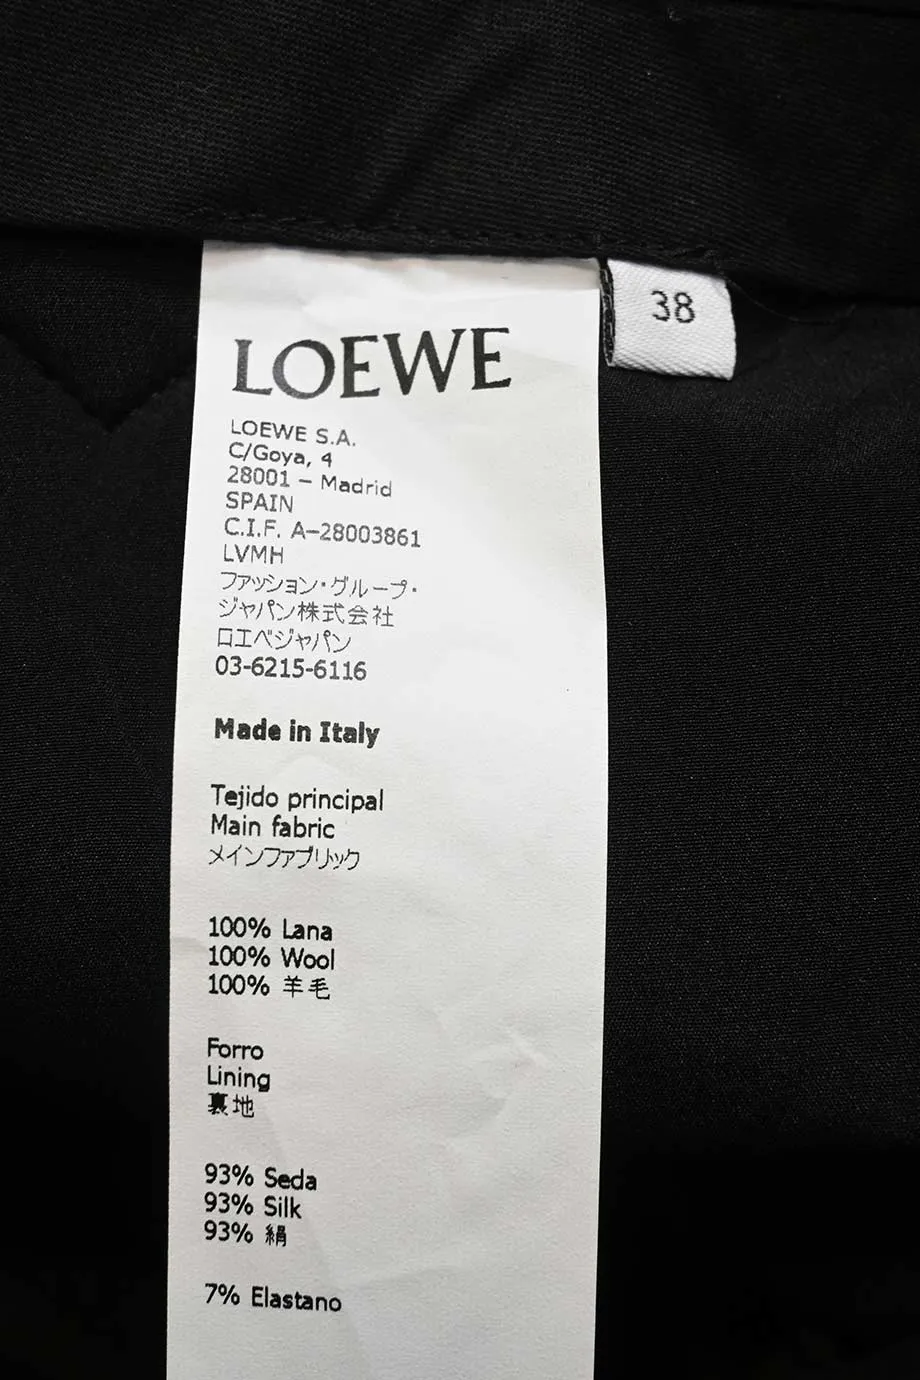 LOEWE
38
LOEWE S.A.
C/Goya, 4
28001 – Madrid
SPAIN
C.I.F. A-28003861
LVMH
ファッション・グループ・
ジャパン株式会社
ロエベジャパン
03-6215-6116
Made in Italy
Tejido principal
Main fabric
メインファブリック
100% Lana
100% Wool
100% 羊毛
Forro
Lining
裏地
93% Seda
93% Silk
93% 絹
7% Elastano